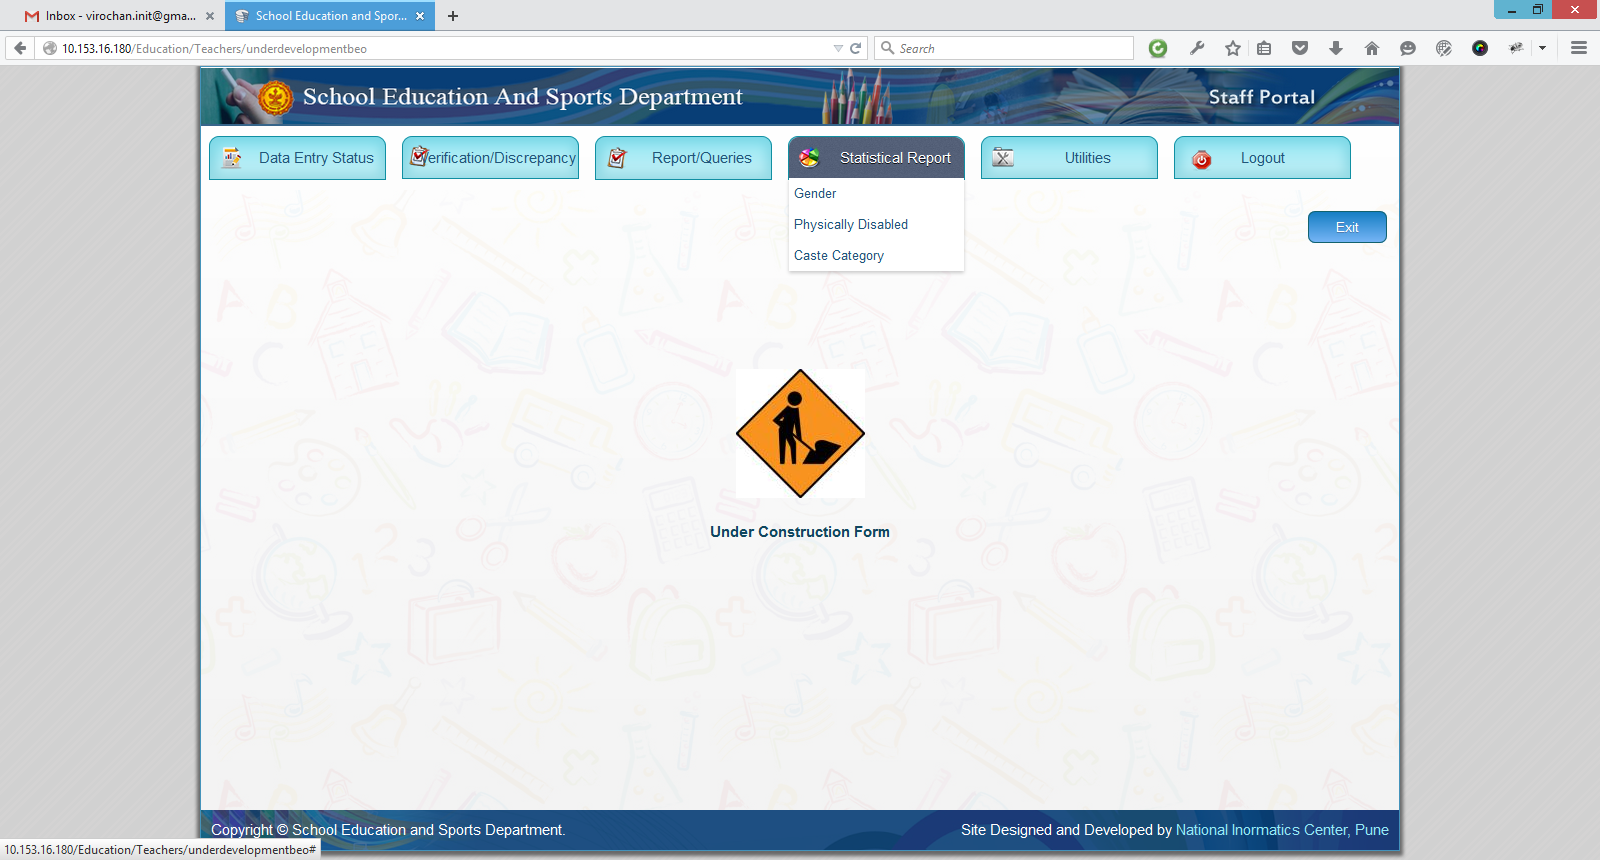 Inbox - virochan.init@gma...
School Education and Spor...
10.153.16.180/Education/Teachers/underdevelopmentbeo
Search
School Education And Sports Department
Staff Portal
Data Entry Status
erification/Discrepancy
Report/Queries
Statistical Report
Utilities
Logout
Gender
Physically Disabled
Caste Category
Exit
Under Construction Form
Copyright © School Education and Sports Department.
Site Designed and Developed by National Inormatics Center, Pune
10.153.16.180/Education/Teachers/underdevelopmentbeo#